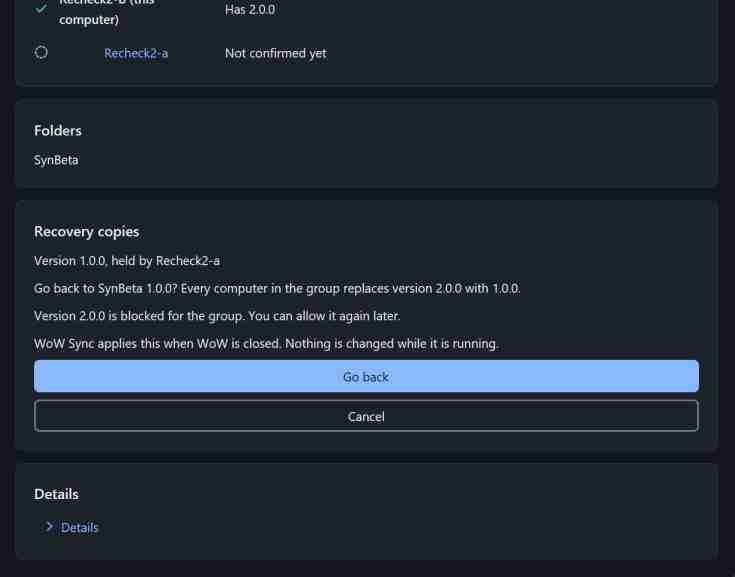 Recheck2-b (this
computer)
Has 2.0.0
Recheck2-a
Not confirmed yet
Folders
SynBeta
Recovery copies
Version 1.0.0, held by Recheck2-a
Go back to SynBeta 1.0.0? Every computer in the group replaces version 2.0.0 with 1.0.0.
Version 2.0.0 is blocked for the group. You can allow it again later.
WoW Sync applies this when WoW is closed. Nothing is changed while it is running.
Go back
Cancel
Details
Details